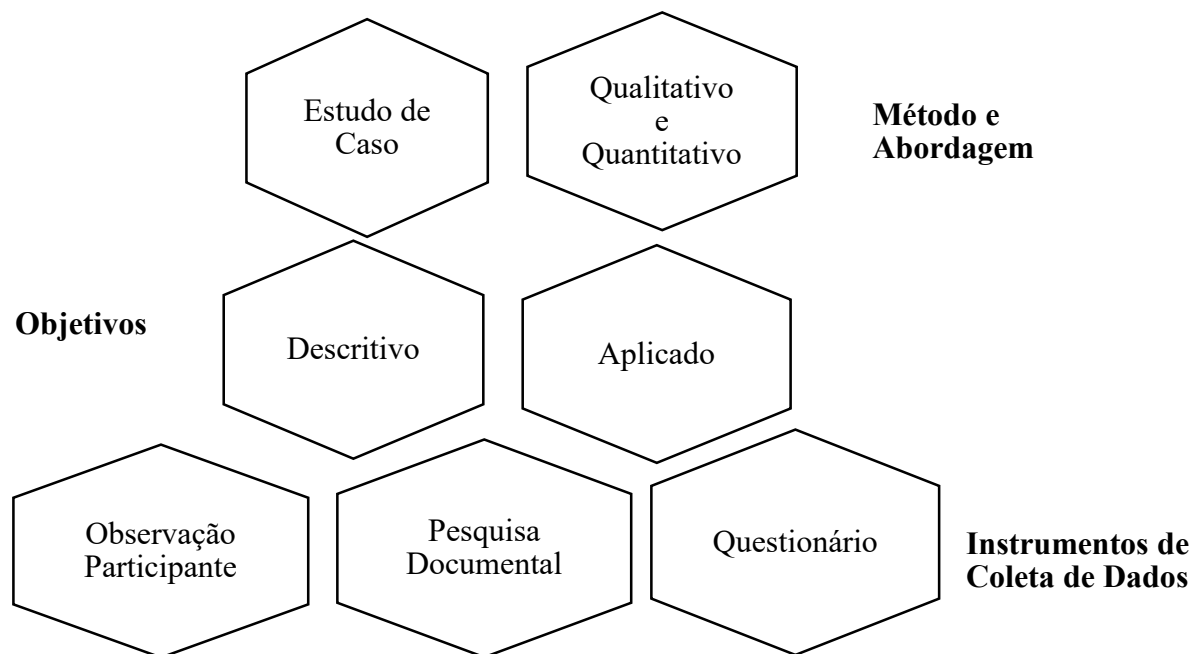 Estudo de
Caso
Qualitativo
e
Quantitativo
Método e
Abordagem
Objetivos
Descritivo
Aplicado
Observação
Participante
Pesquisa
Documental
Questionário
Instrumentos de
Coleta de Dados